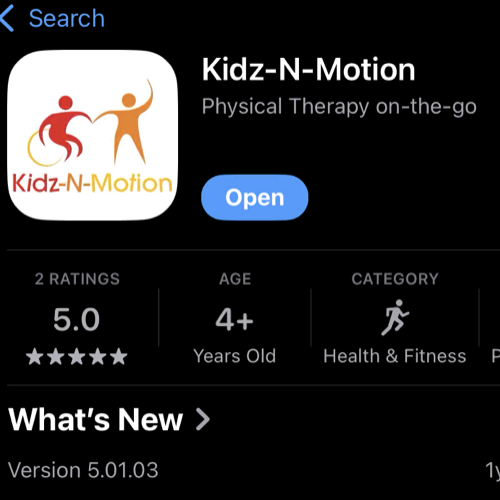 Search
Kidz-N-Motion
Physical Therapy on-the-go
Kidz-N-Motion
Open
2 RATINGS
AGE
CATEGORY
5.0
4+
Years Old
Health & Fitness
P
What's New
Version 5.01.03
1y